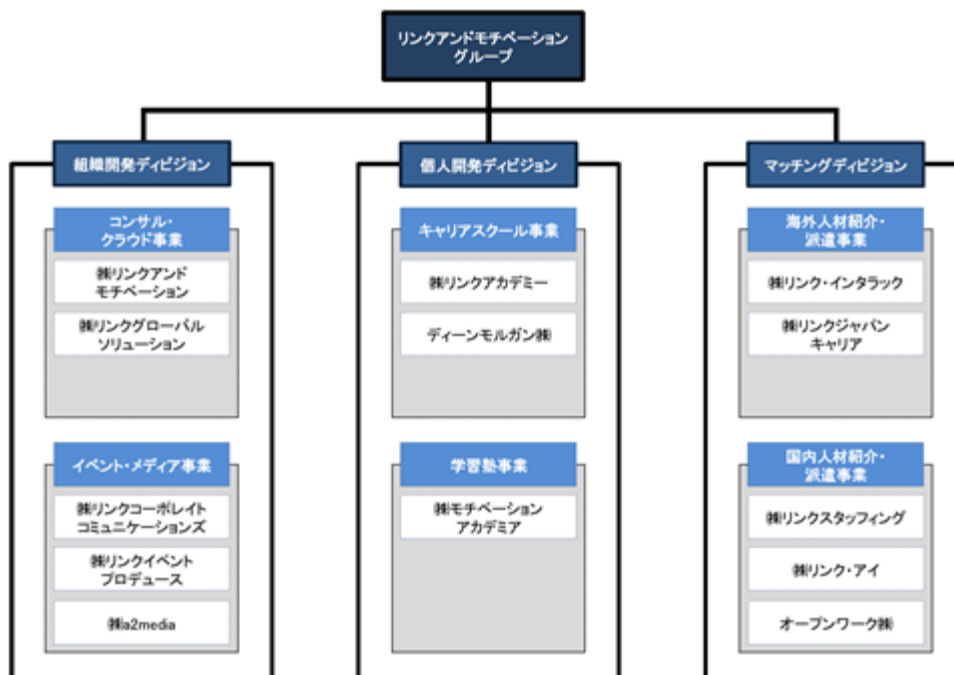 リンクアンドモチベーション
グループ
組織開発ディビジョン
コンサル・
クラウド事業
㈱リンクアンド
モチベーション
㈱リンクグローバル
ソリューション
イベント・メディア事業
㈱リンクコーポレイト
コミュニケーションズ
㈱リンクイベント
プロデュース
㈱a2media
個人開発ディビジョン
キャリアスクール事業
㈱リンクアカデミー
ディーンモルガン㈱
学習塾事業
㈱モチベーション
アカデミア
マッチングディビジョン
海外人材紹介・
派遣事業
㈱リンク・インタラック
㈱リンクジャパン
キャリア
国内人材紹介・
派遣事業
㈱リンクスタッフィング
㈱リンク・アイ
オープンワーク㈱